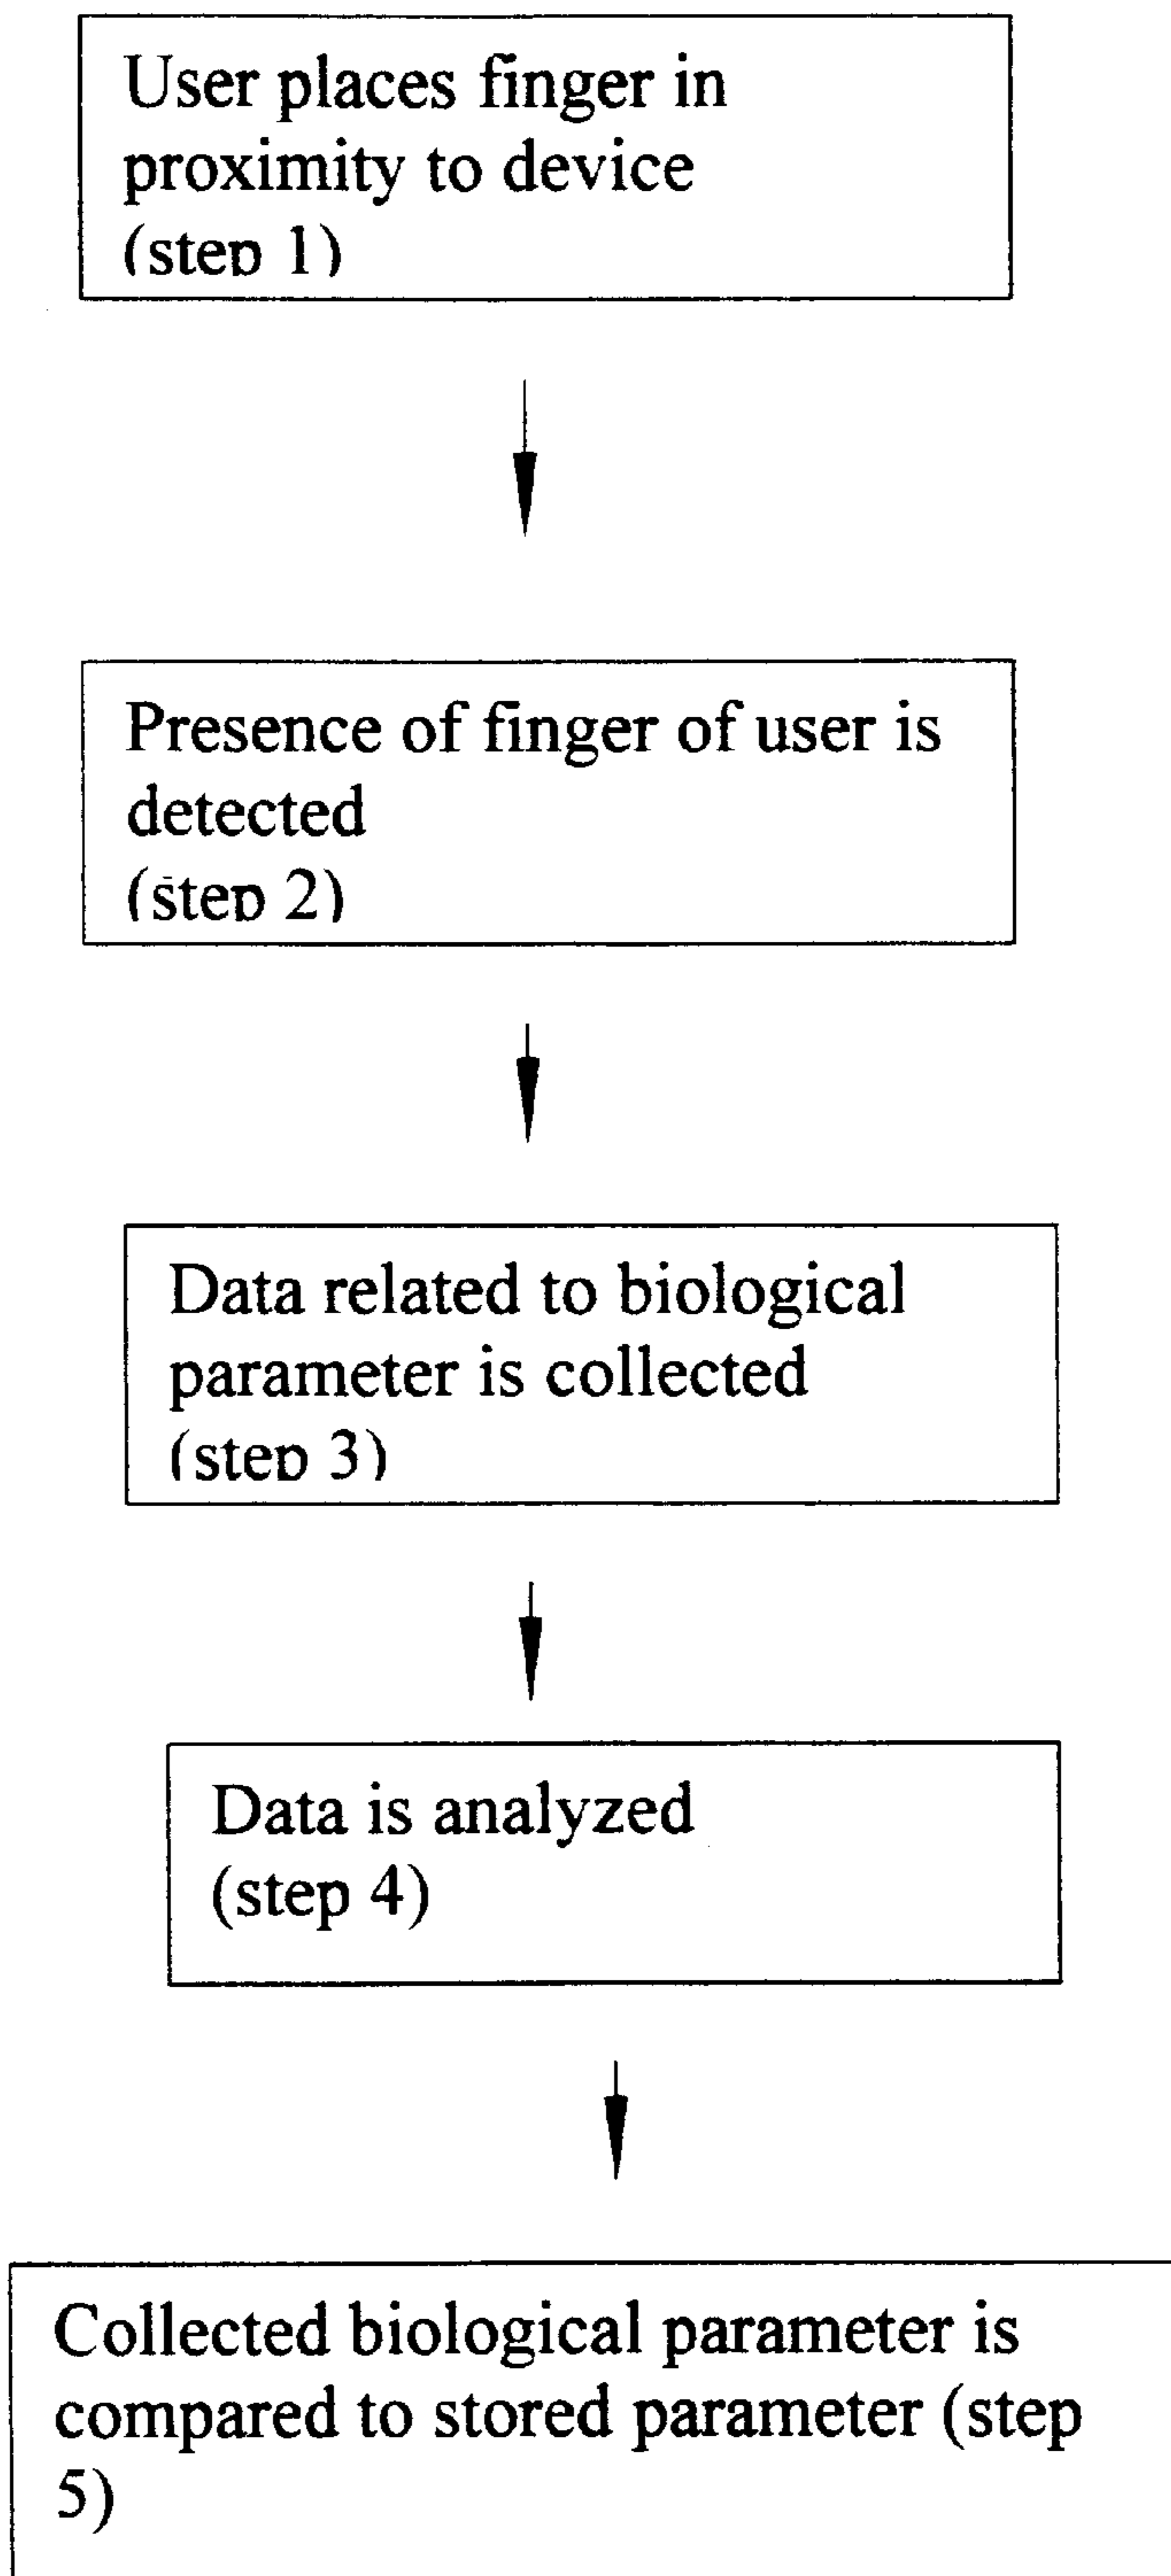 User places finger in
proximity to device
(step 1)
Presence of finger of user is
detected
(step 2)
Data related to biological
parameter is collected
(step 3)
Data is analyzed
(step 4)
Collected biological parameter is
compared to stored parameter (step
5)